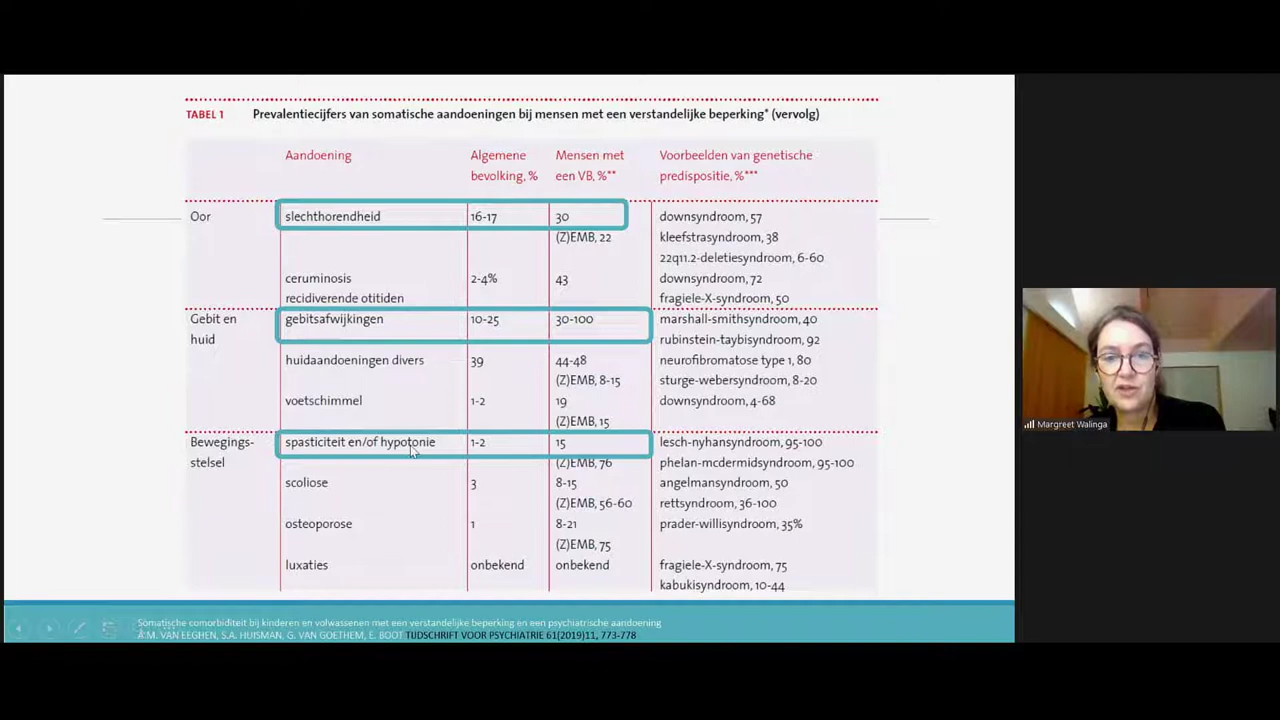 TABEL 1 Prevalentiecijfers van somatische aandoeningen bij mensen met een verstandelijke beperking* (vervolg)
Aandoening Algemene bevolking, % Mensen met een VB, %** Voorbeelden van genetische predispositie, %***
Oor slechthorendheid 16-17 30 downsyndroom, 57
(Z)EMB, 22 kleefstrasyndroom, 38
22q11.2-deletiesyndroom, 6-60
ceruminosis 2-4% 43 downsyndroom, 72
recidiverende otitiden fragiele-X-syndroom, 50
Gebit en gebitsafwijkingen 10-25 30-100 marshall-smithsyndroom, 40
huid rubinstein-taybisyndroom, 92
huidaandoeningen divers 39 44-48 neurofibromatose type 1, 80
(Z)EMB, 8-15 sturge-webersyndroom, 8-20
voetschimmel 1-2 19 downsyndroom, 4-68
(Z)EMB, 15
Bewegings- spasticiteit en/of hypotonie 1-2 15 lesch-nyhansyndroom, 95-100
stelsel (Z)EMB, 76 phelan-mcdermidsyndroom, 95-100
scoliose 3 8-15 angelmansyndroom, 50
(Z)EMB, 56-60 rettsyndroom, 36-100
osteoporose 1 8-21 prader-willisyndroom, 35%
(Z)EMB, 75
luxaties onbekend onbekend fragiele-X-syndroom, 75
kabukisyndroom, 10-44
Somatische comorbiditeit bij kinderen en volwassenen met een verstandelijke beperking en een psychiatrische aandoening
A.M. VAN EEGHEN, S.A. HUISMAN, G. VAN GOETHEM, E. BOOT TIJDSCHRIFT VOOR PSYCHIATRIE 61(2019)11, 773-778
Margreet Walinga